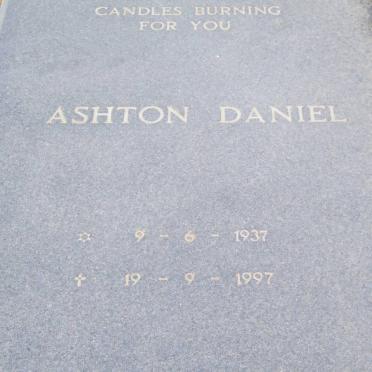 CANDLES BURNING
FOR YOU
ASHTON DANIEL
✡ 9 - 6 - 1937
✝ 19 - 9 - 1997